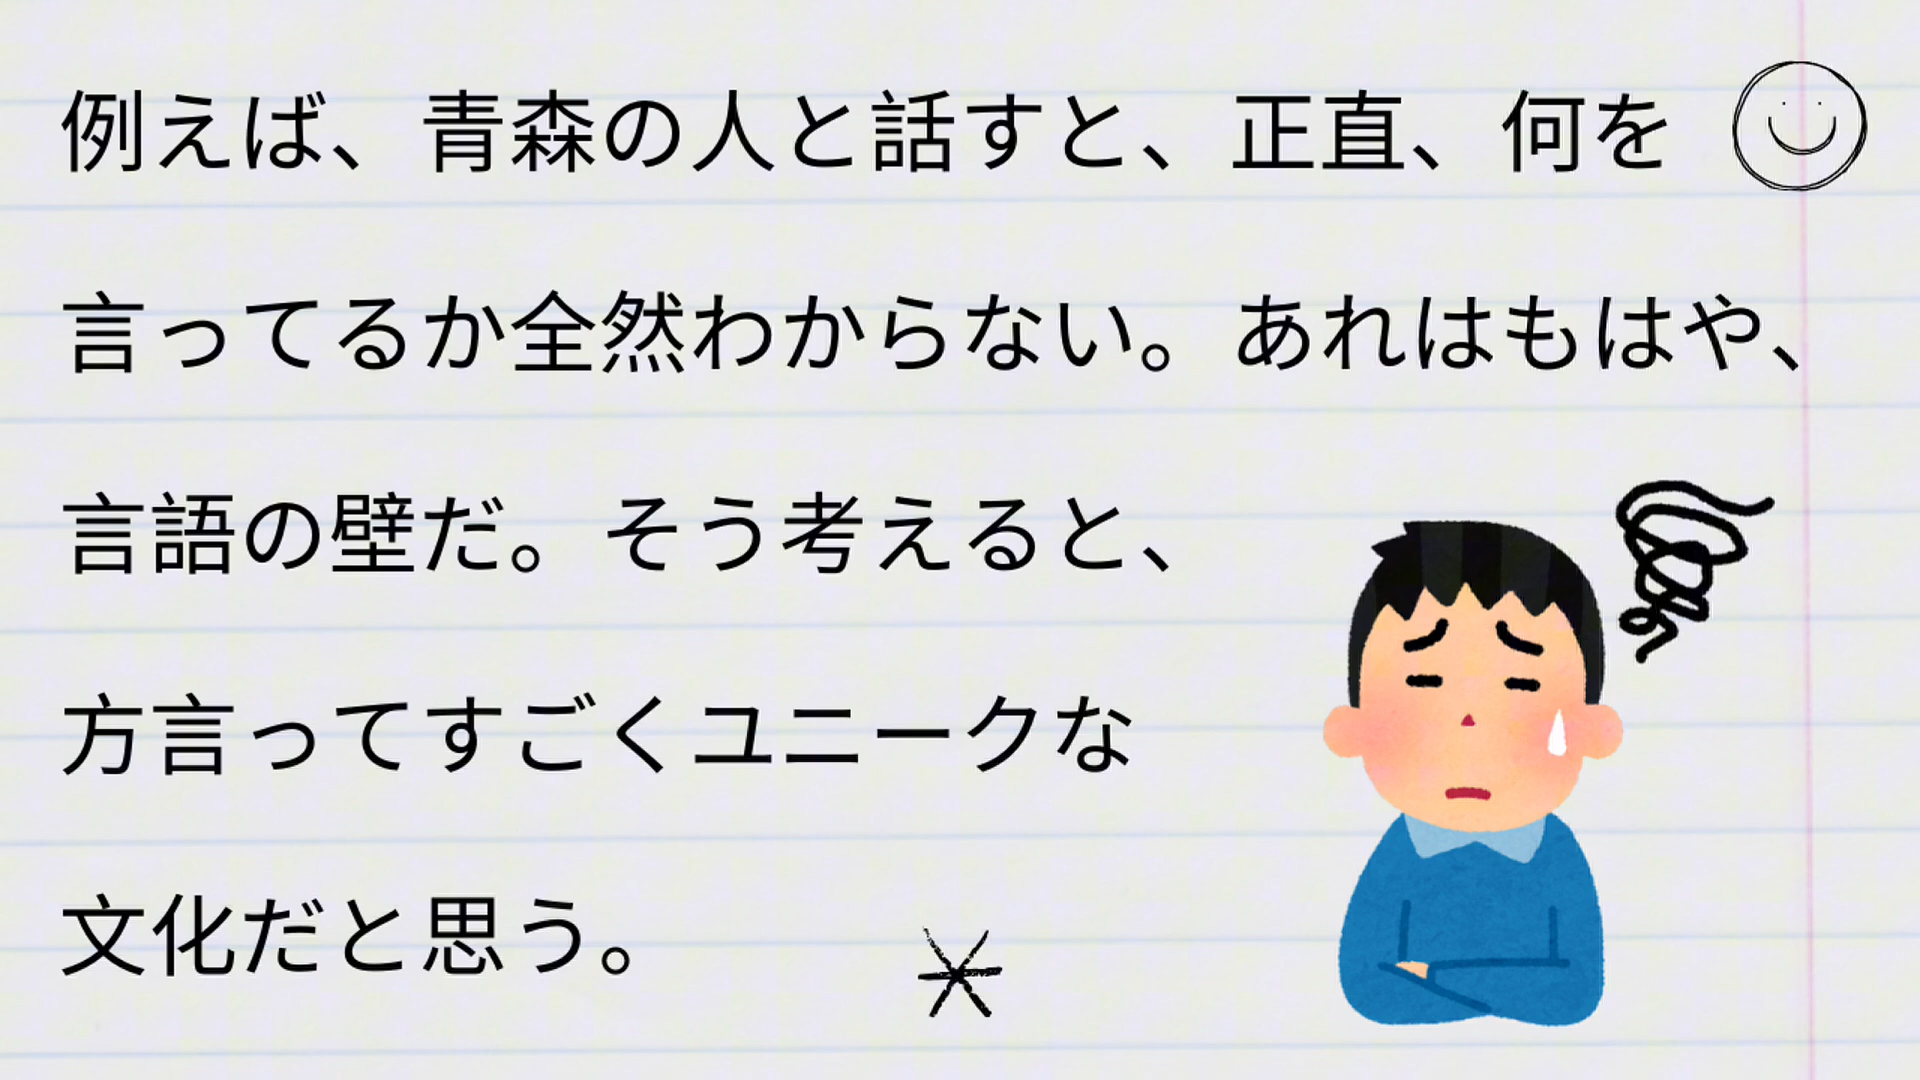 例えば、青森の人と話すと、正直、何を
言ってるか全然わからない。あれはもはや、
言語の壁だ。そう考えると、
方言ってすごくユニークな
文化だと思う。